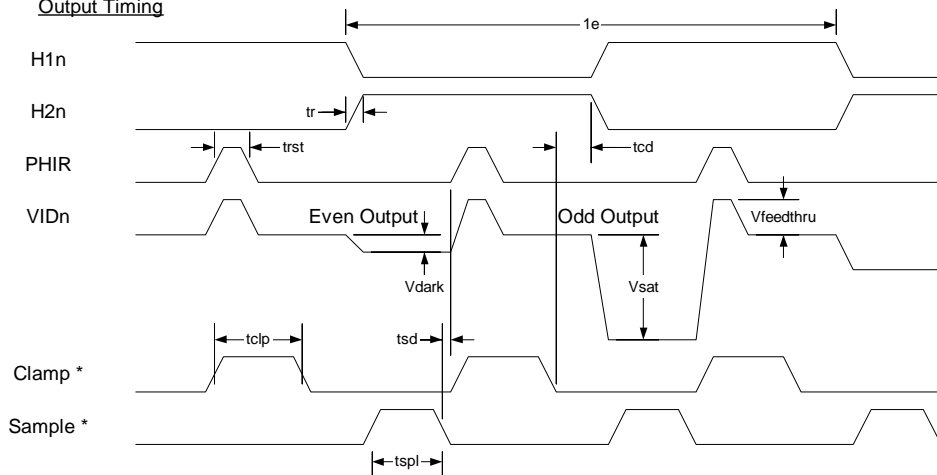 Output Timing
1e
H1n
H2n
tr
trst
tcd
PHIR
VIDn
Even Output
Odd Output
Vfeedthru
Vdark
Vsat
tclp
tsd
Clamp *
Sample *
tspl